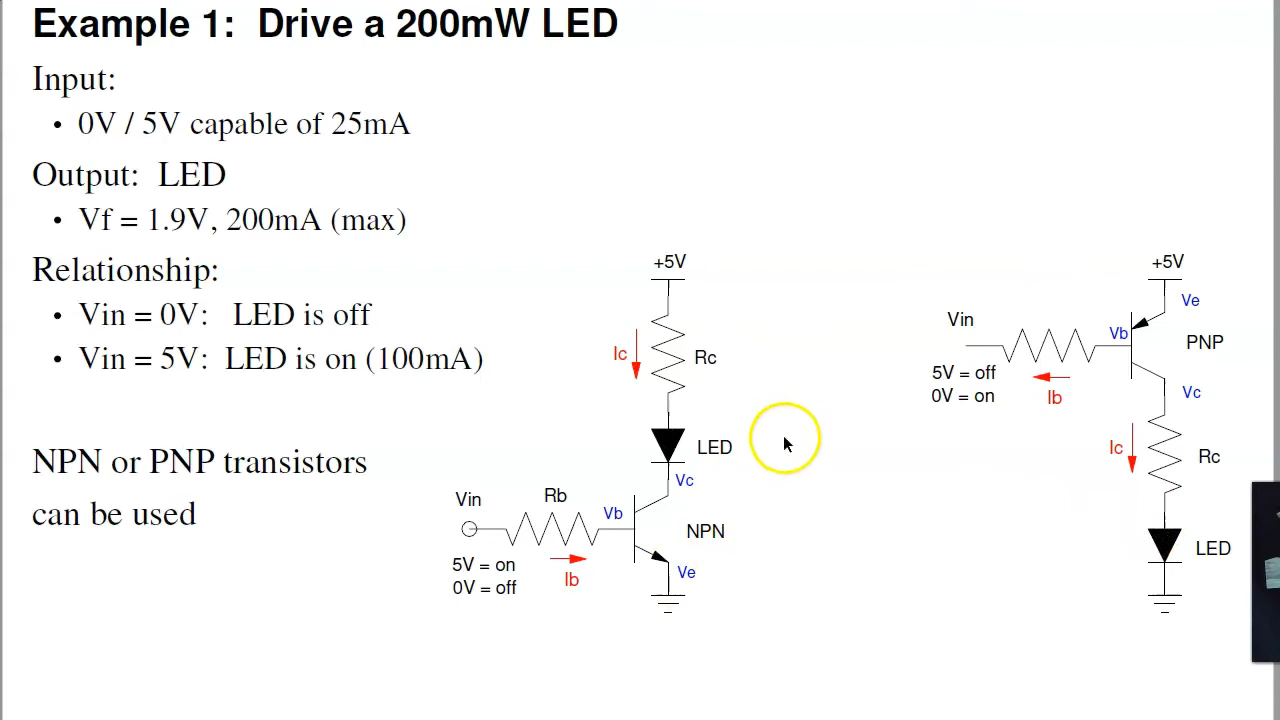 Example 1: Drive a 200mW LED
Input:
• 0V / 5V capable of 25mA
Output: LED
• Vf = 1.9V, 200mA (max)
Relationship:
• Vin = 0V: LED is off
• Vin = 5V: LED is on (100mA)
NPN or PNP transistors
can be used
+5V
Ic
Rc
LED
Vc
Vin
Rb
Vb
NPN
5V = on
0V = off
Ib
Ve
+5V
Ve
Vin
Vb
PNP
5V = off
0V = on
Ib
Vc
Ic
Rc
LED